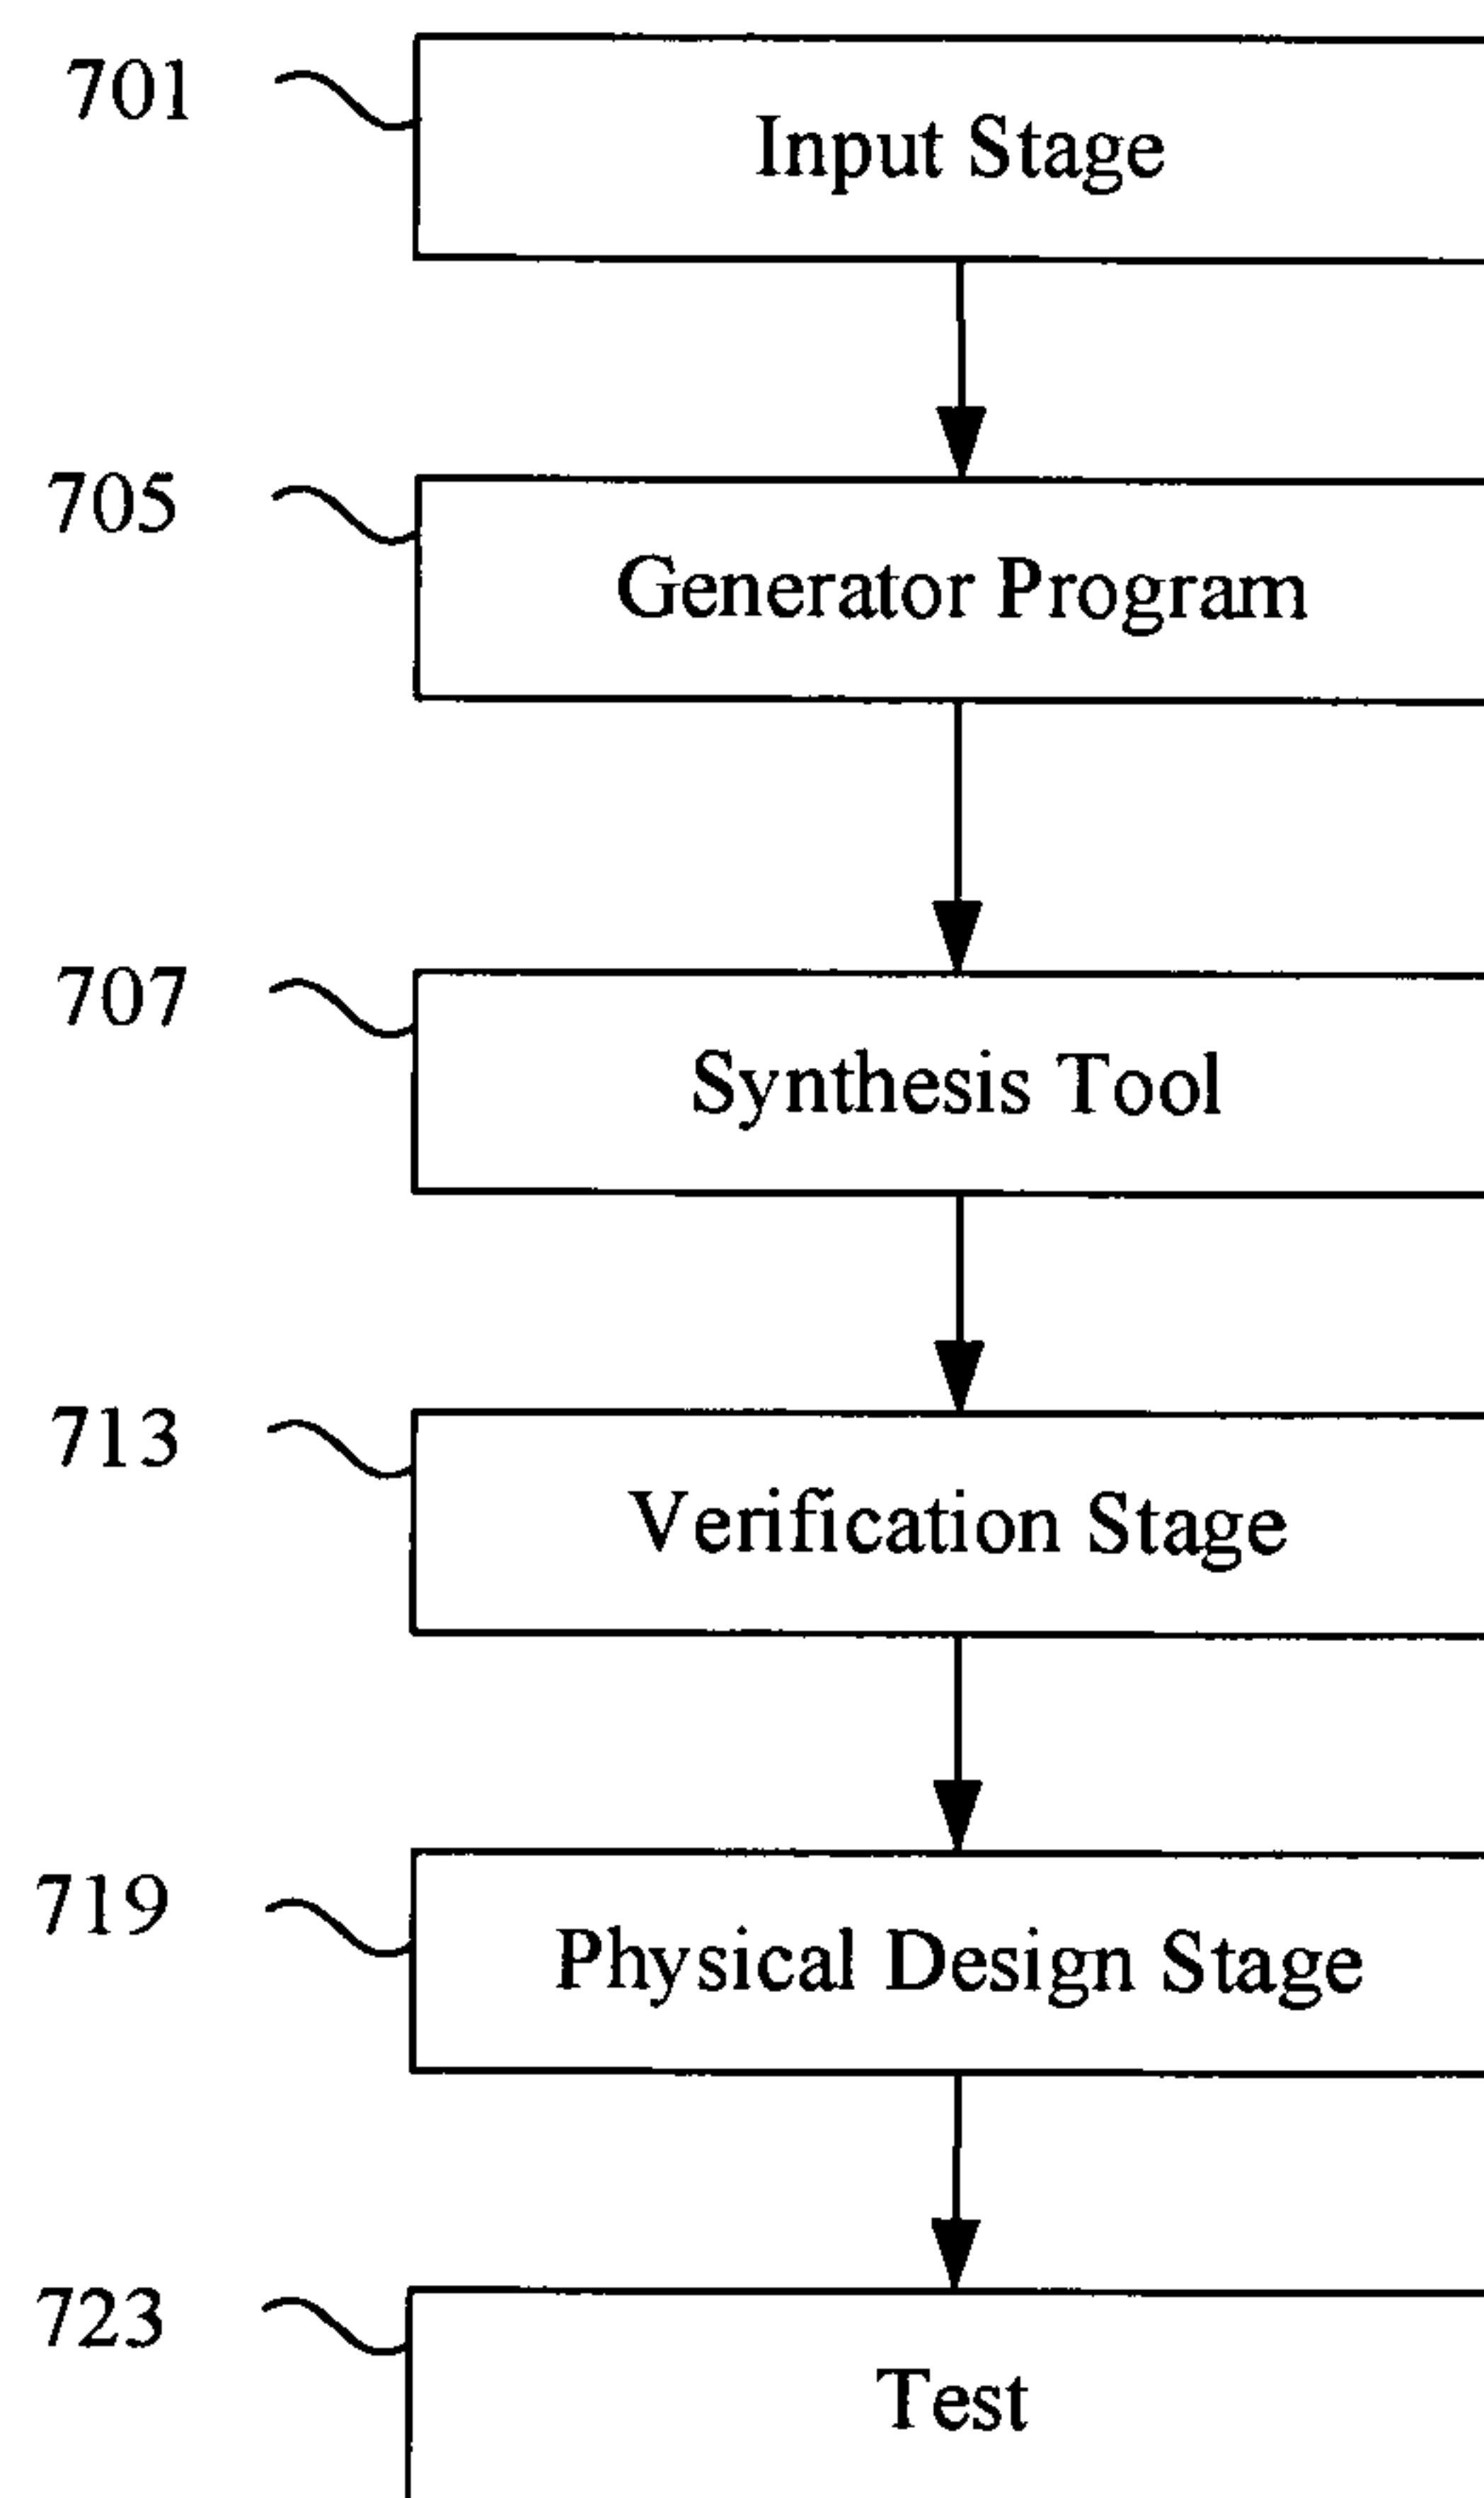 701
Input Stage
705
Generator Program
707
Synthesis Tool
713
Verification Stage
719
Physical Design Stage
723
Test